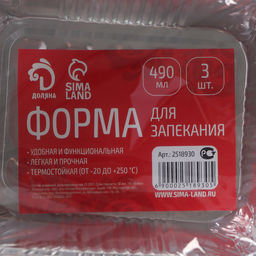 ДОЛЯНА
SIMA
LAND
490
МЛ
3
ШТ.
ФОРМА ДЛЯ
ЗАПЕКАНИЯ
• УДОБНАЯ И ФУНКЦИОНАЛЬНАЯ
• ЛЕГКАЯ И ПРОЧНАЯ
• ТЕРМОСТОЙКАЯ (ОТ -20 ДО +250 °C)
Арт.: 2518930
6900025189305
WWW.SIMA-LAND.RU